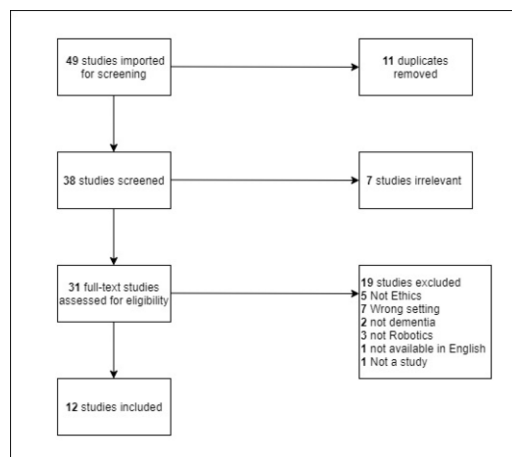 49 studies imported
for screening
11 duplicates
removed
38 studies screened
7 studies irrelevant
31 full-text studies
assessed for eligibility
19 studies excluded
5 Not Ethics
7 Wrong setting
2 not dementia
3 not Robotics
1 not available in English
1 Not a study
12 studies included